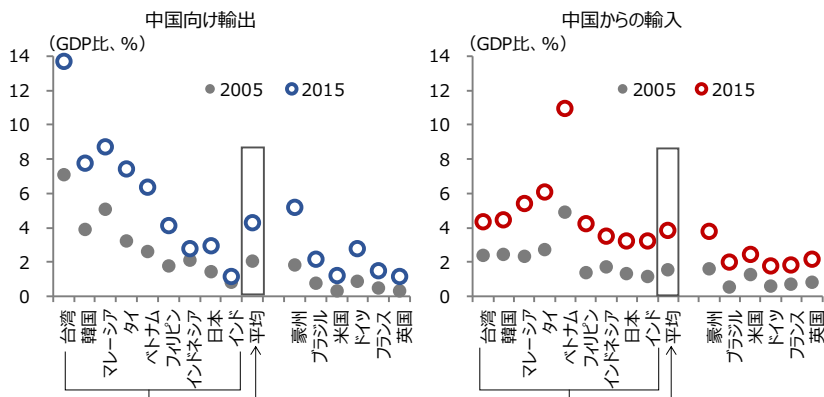 中国向け輸出
（GDP比、%）
14
12
10
8
6
4
2
0
2005
2015
台湾
韓国
マレーシア
タイ
ベトナム
フィリピン
インドネシア
日本
インド
平均
豪州
ブラジル
米国
ドイツ
フランス
英国
中国からの輸入
（GDP比、%）
14
12
10
8
6
4
2
0
2005
2015
台湾
韓国
マレーシア
タイ
ベトナム
フィリピン
インドネシア
日本
インド
平均
豪州
ブラジル
米国
ドイツ
フランス
英国